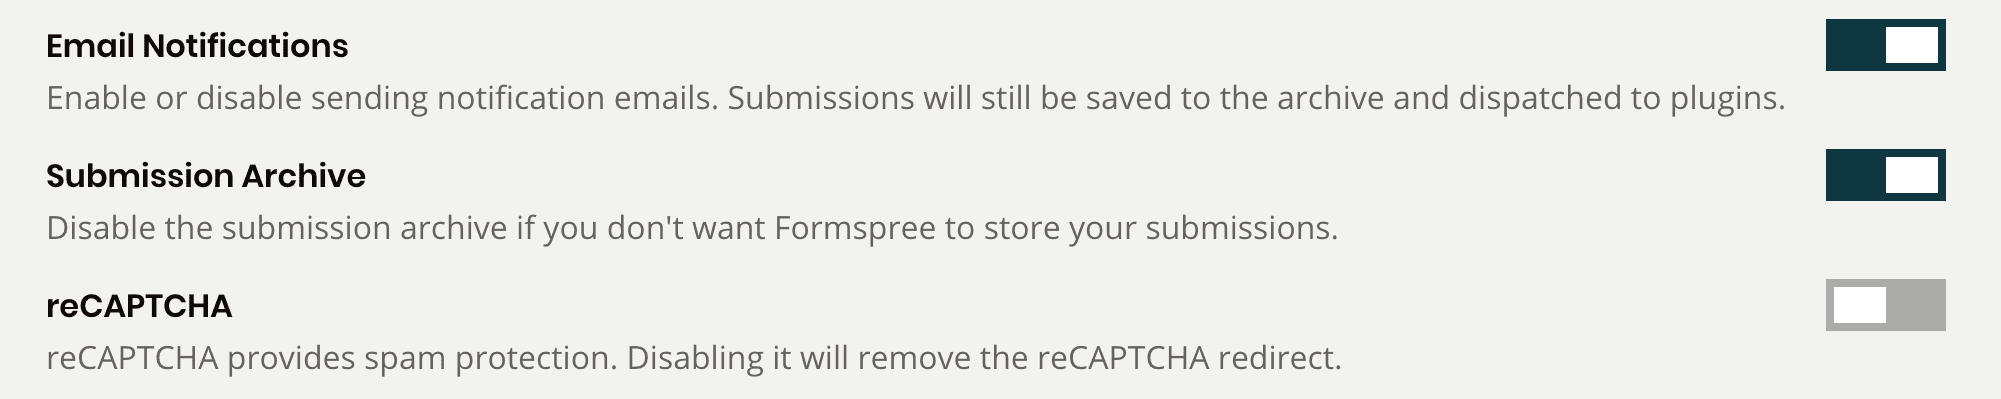 Email Notifications
Enable or disable sending notification emails. Submissions will still be saved to the archive and dispatched to plugins.
Submission Archive
Disable the submission archive if you don't want Formspree to store your submissions.
reCAPTCHA
reCAPTCHA provides spam protection. Disabling it will remove the reCAPTCHA redirect.